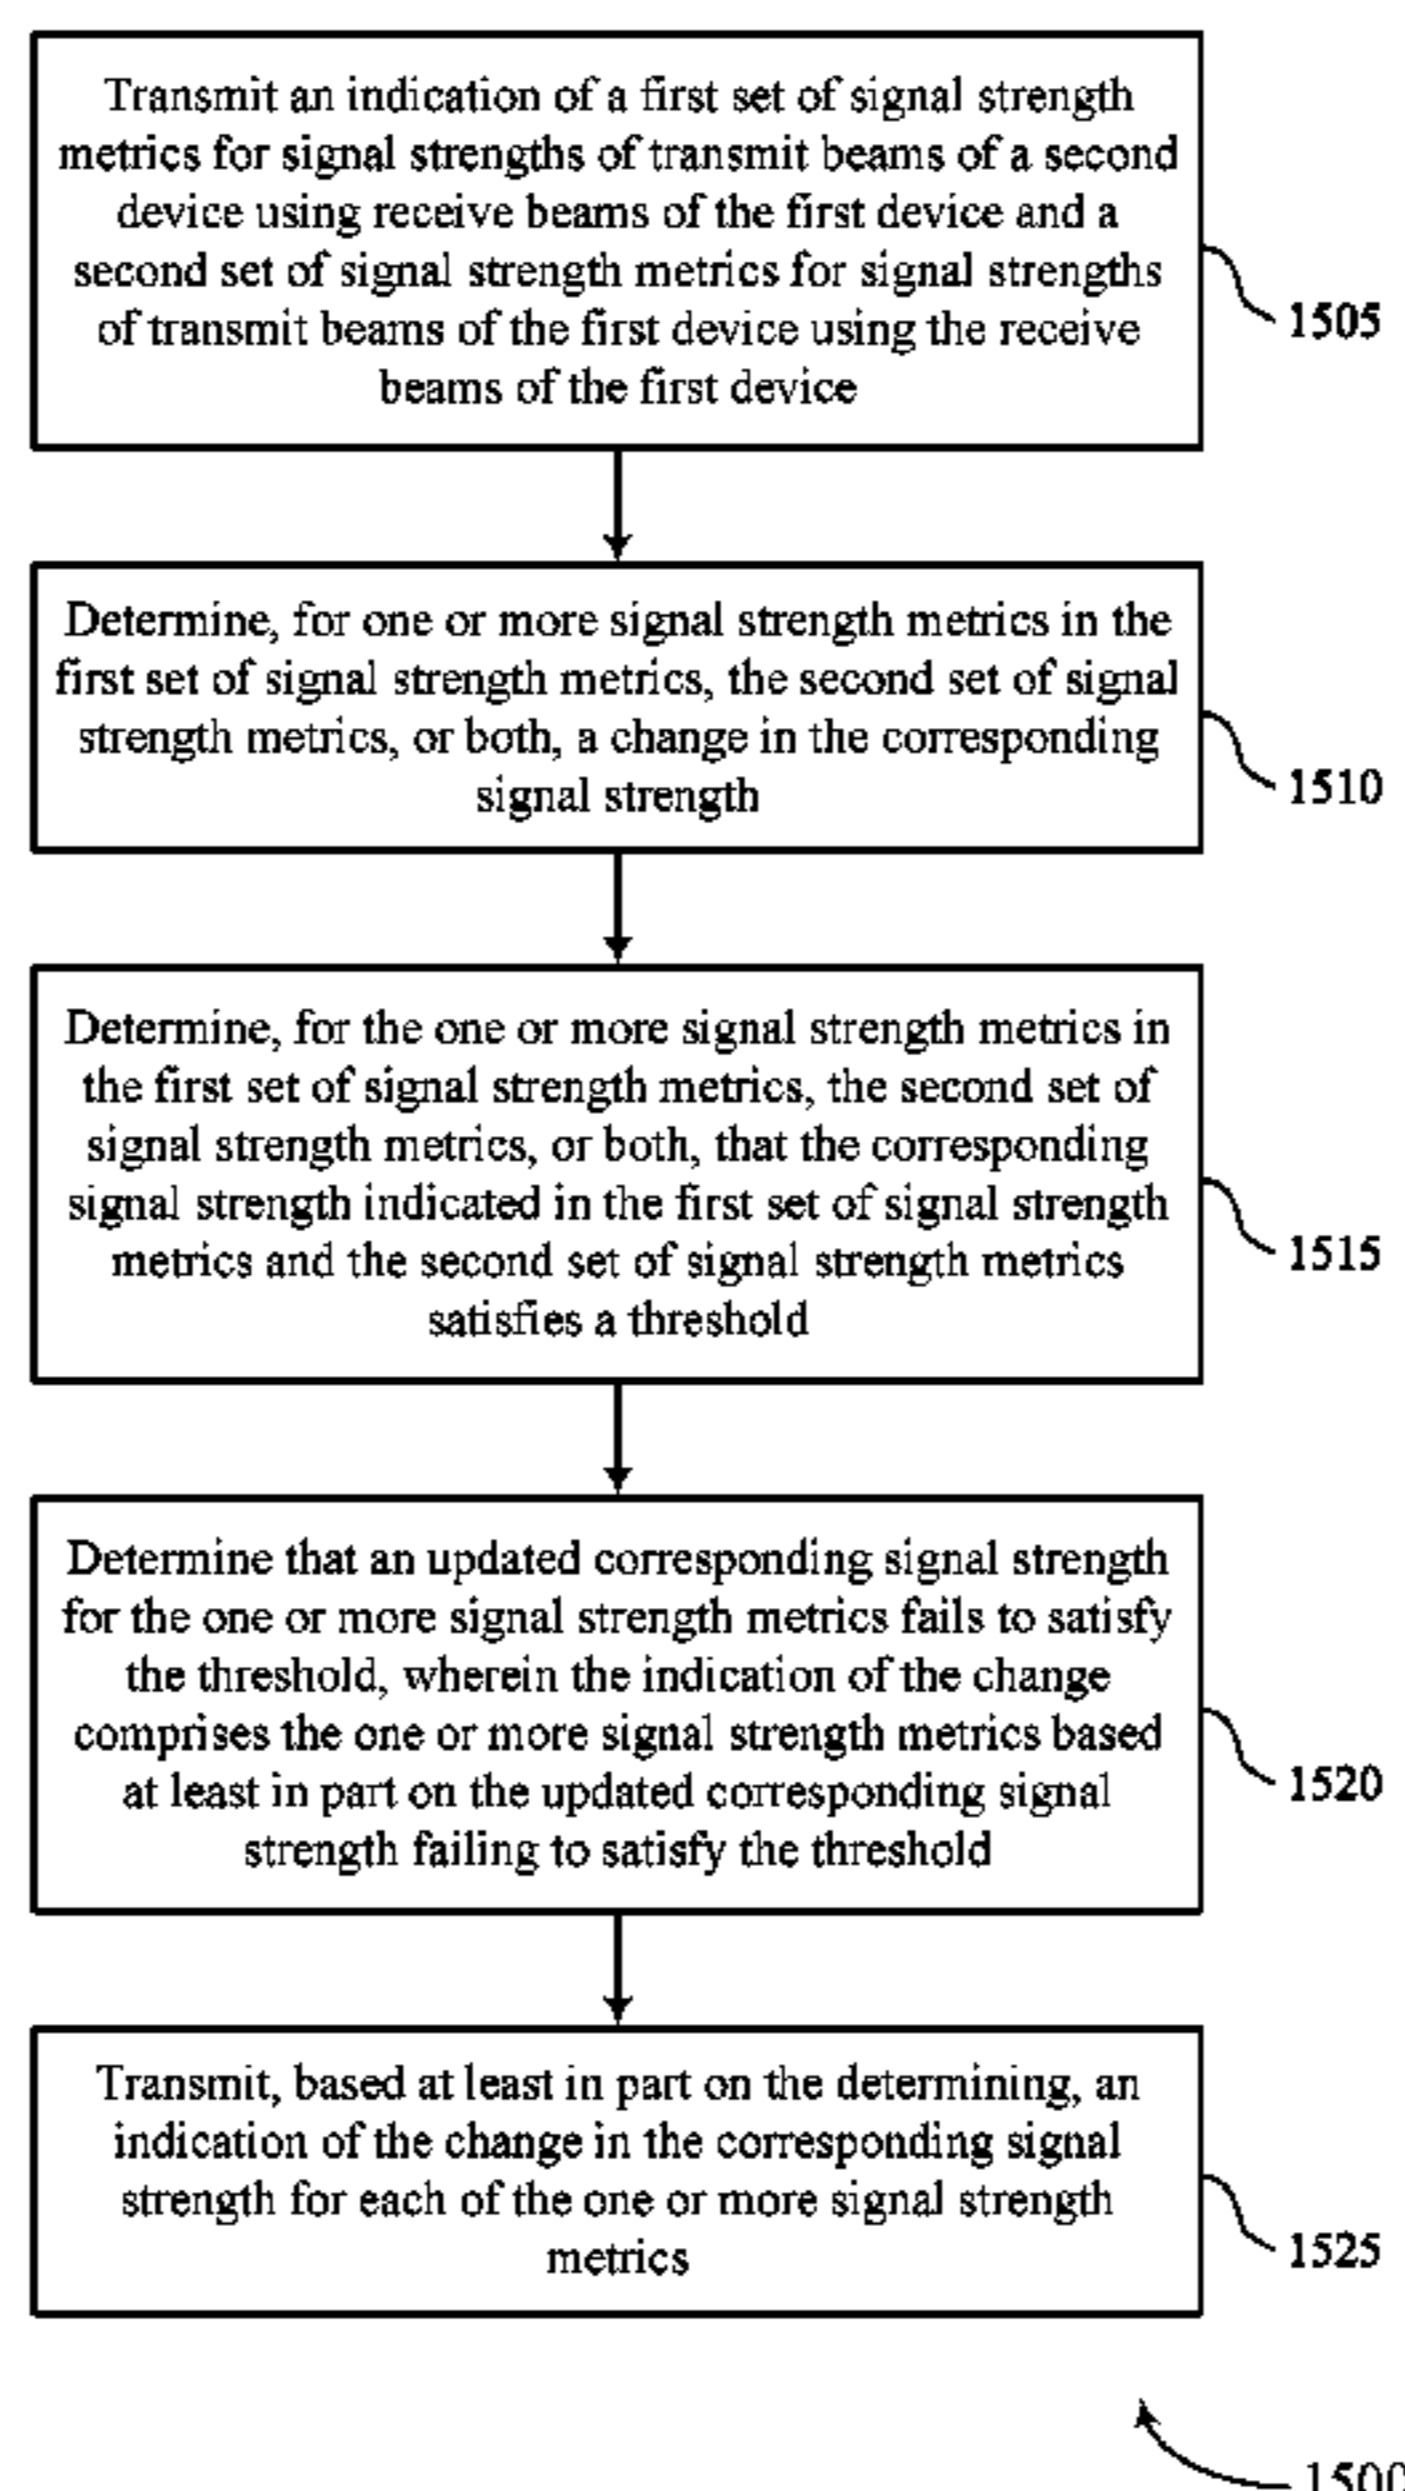 Transmit an indication of a first set of signal strength
metrics for signal strengths of transmit beams of a second
device using receive beams of the first device and a
second set of signal strength metrics for signal strengths
of transmit beams of the first device using the receive
beams of the first device
1505
Determine, for one or more signal strength metrics in the
first set of signal strength metrics, the second set of signal
strength metrics, or both, a change in the corresponding
signal strength
1510
Determine, for the one or more signal strength metrics in
the first set of signal strength metrics, the second set of
signal strength metrics, or both, that the corresponding
signal strength indicated in the first set of signal strength
metrics and the second set of signal strength metrics
satisfies a threshold
1515
Determine that an updated corresponding signal strength
for the one or more signal strength metrics fails to satisfy
the threshold, wherein the indication of the change
comprises the one or more signal strength metrics based
at least in part on the updated corresponding signal
strength failing to satisfy the threshold
1520
Transmit, based at least in part on the determining, an
indication of the change in the corresponding signal
strength for each of the one or more signal strength
metrics
1525
1500